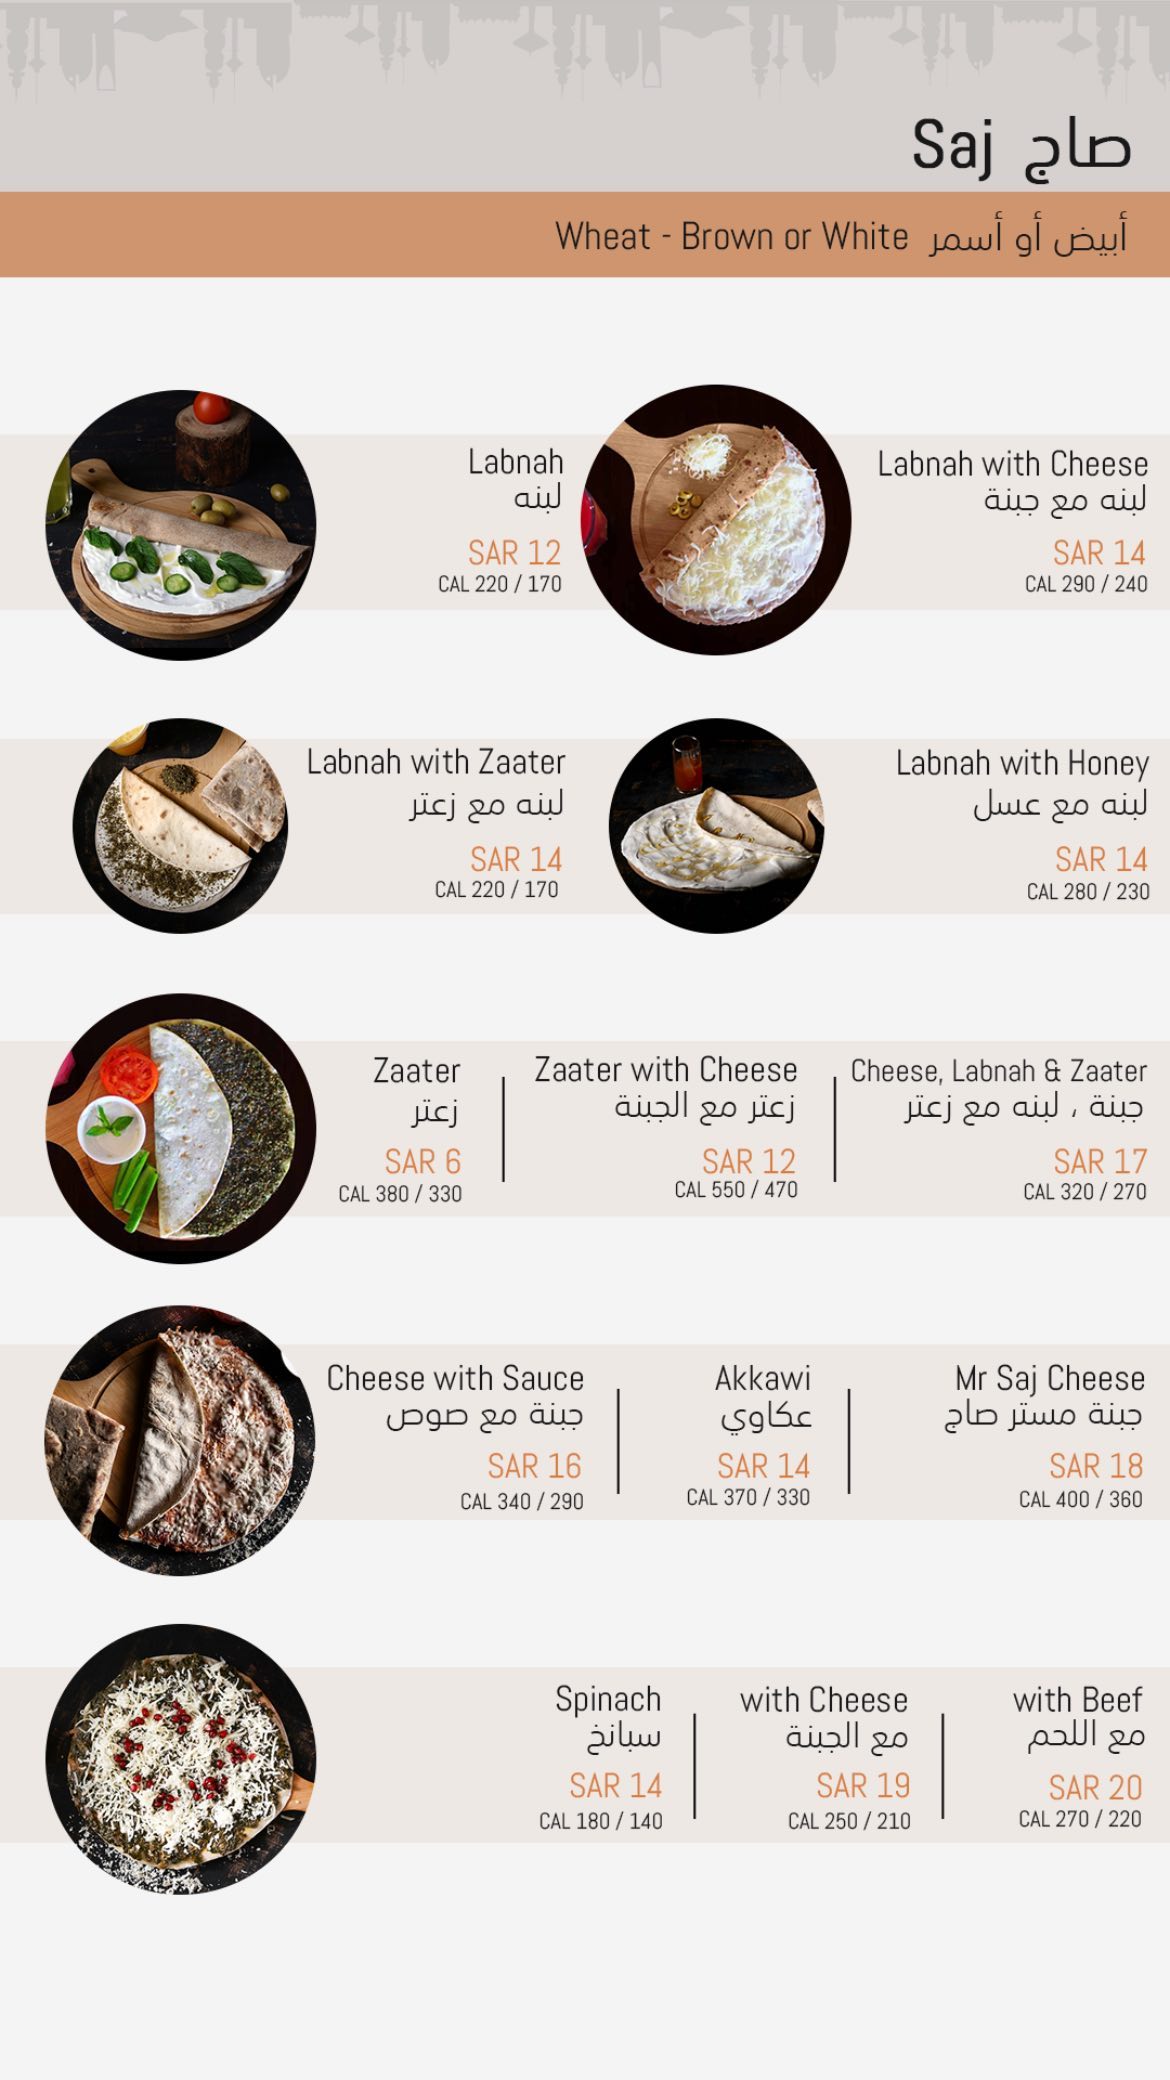 Saj صاج
Wheat - Brown or White أبيض أو أسمر
Labnah
لبنه
SAR 12
CAL 220 / 170
Labnah with Cheese
لبنه مع جبنة
SAR 14
CAL 290 / 240
Labnah with Zaater
لبنه مع زعتر
SAR 14
CAL 220 / 170
Labnah with Honey
لبنه مع عسل
SAR 14
CAL 280 / 230
Zaater
زعتر
SAR 6
CAL 380 / 330
Zaater with Cheese
زعتر مع الجبنة
SAR 12
CAL 550 / 470
Cheese, Labnah & Zaater
جبنة ، لبنه مع زعتر
SAR 17
CAL 320 / 270
Cheese with Sauce
جبنة مع صوص
SAR 16
CAL 340 / 290
Akkawi
عكاوي
SAR 14
CAL 370 / 330
Mr Saj Cheese
جبنة مستر صاج
SAR 18
CAL 400 / 360
Spinach
سبانخ
SAR 14
CAL 180 / 140
with Cheese
مع الجبنة
SAR 19
CAL 250 / 210
with Beef
مع اللحم
SAR 20
CAL 270 / 220